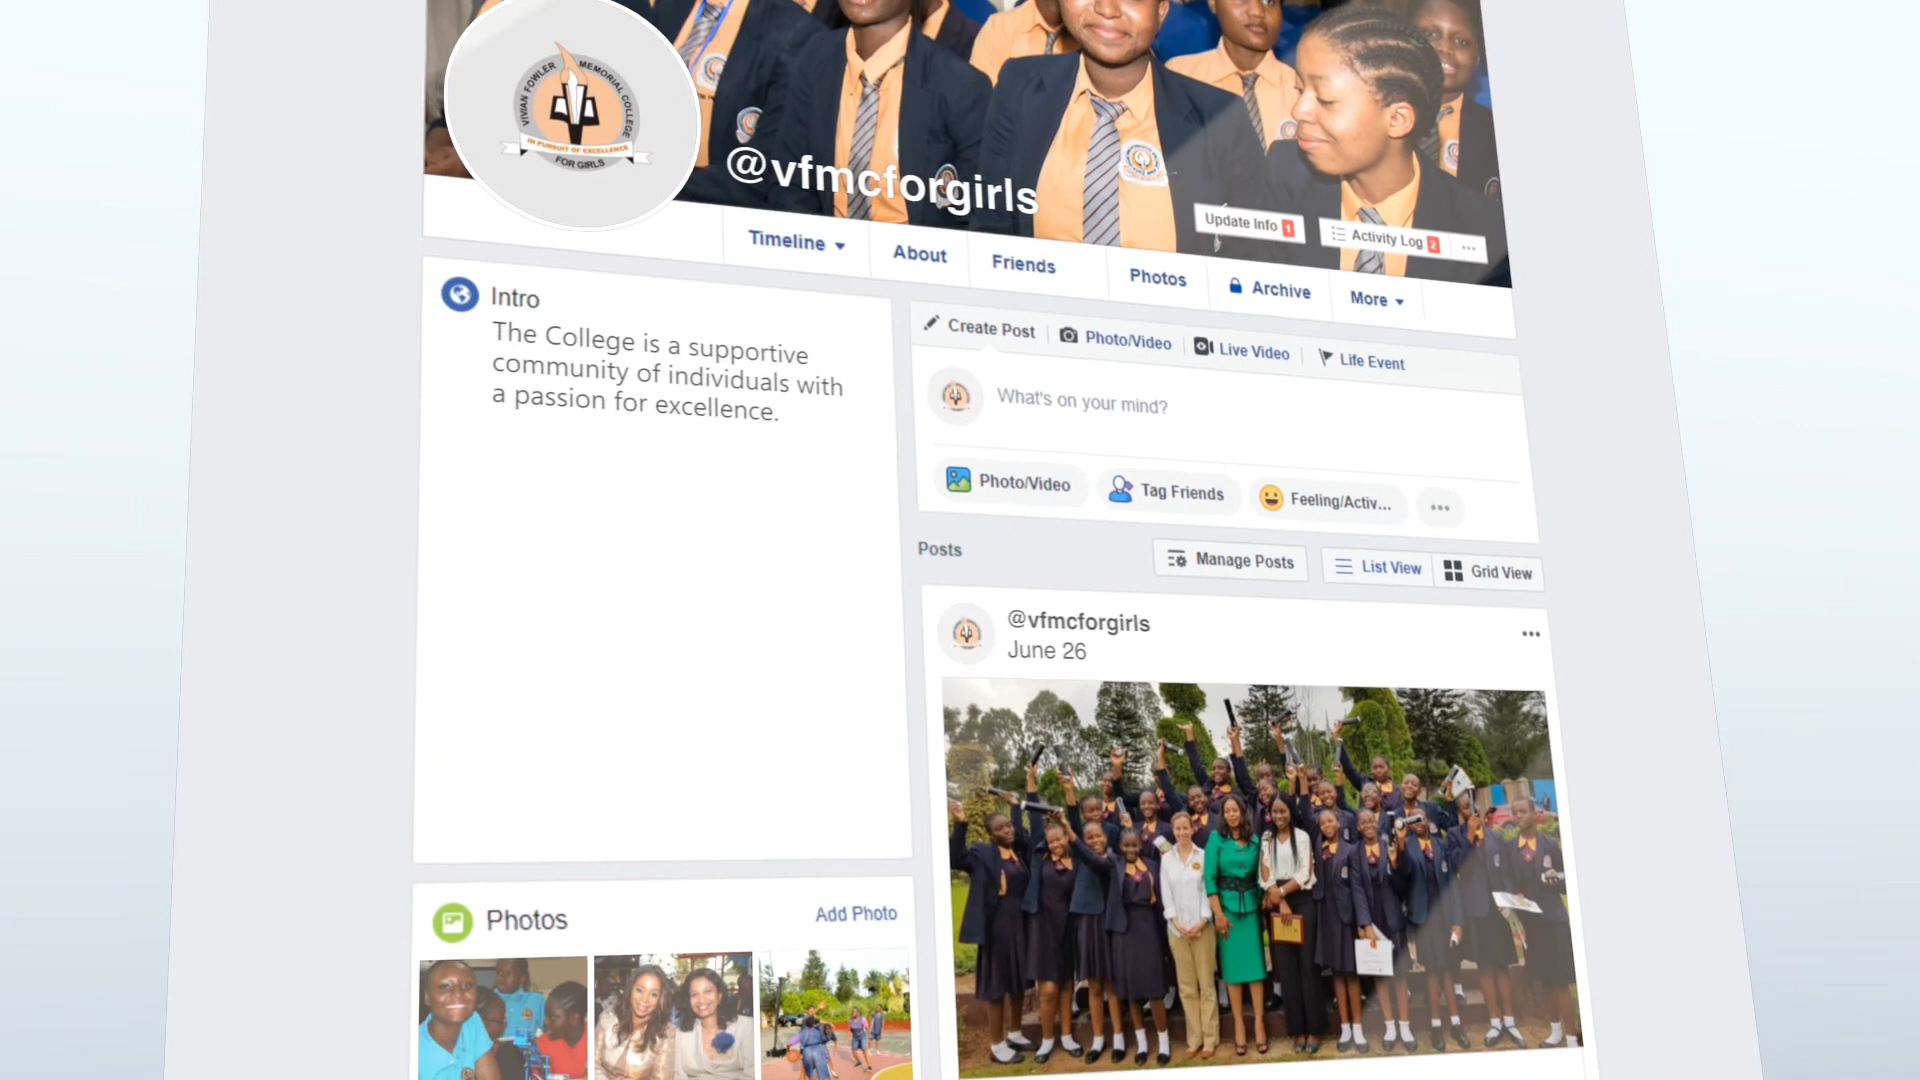 VIVIAN FOWLER MEMORIAL COLLEGE
IN PURSUIT OF EXCELLENCE
FOR GIRLS
@vfmcforgirls
Update Info 1
Activity Log 2
Timeline
About
Friends
Photos
Archive
More
Intro
The College is a supportive
community of individuals with
a passion for excellence.
Create Post
Photo/Video
Live Video
Life Event
What's on your mind?
Photo/Video
Tag Friends
Feeling/Activ...
Posts
Manage Posts
List View
Grid View
@vfmcforgirls
June 26
Photos
Add Photo